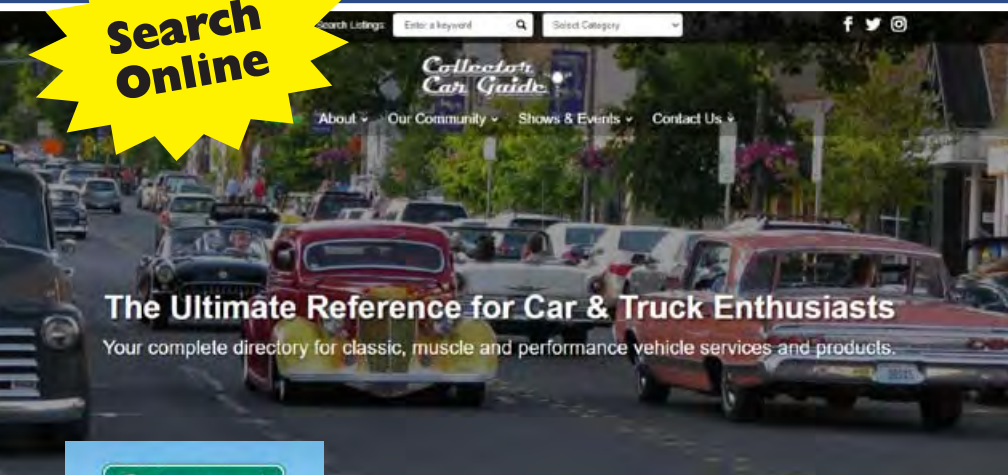 Search
Online
Search Listings:
Enter a keyword
Select Category
Collector
Car Guide
About
Our Community
Shows & Events
Contact Us
The Ultimate Reference for Car & Truck Enthusiasts
Your complete directory for classic, muscle and performance vehicle services and products.